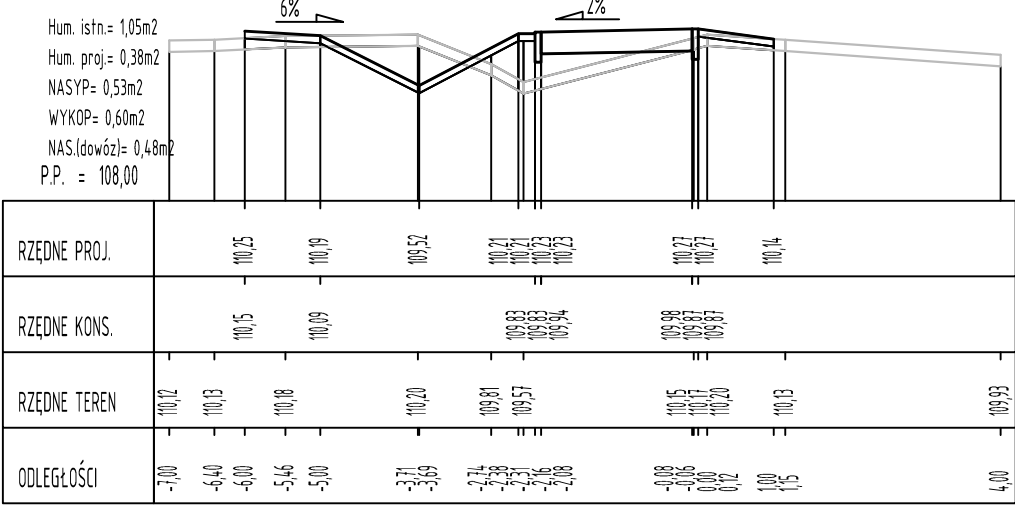 6%
2%
Hum. istn.= 1,05m2
Hum. proj.= 0,38m2
NASYP= 0,53m2
WYKOP= 0,60m2
NAS.(dowóz)= 0,48m2
P.P. = 108,00
RZĘDNE PROJ. 110,25 110,19 109,52 110,21 110,21 110,23 110,23 110,27 110,27 110,14
RZĘDNE KONS. 110,15 110,09 109,83 109,83 109,94 109,98 109,87 109,87
RZĘDNE TEREN 110,12 110,13 110,18 110,20 109,81 109,57 110,15 110,17 110,20 110,13 109,93
ODLEGŁOŚCI -7,00 -6,40 -6,00 -5,46 -5,00 -3,71 -3,69 -2,74 -2,38 -2,31 -2,16 -2,08 -0,08 -0,06 0,00 0,12 1,00 1,15 4,00